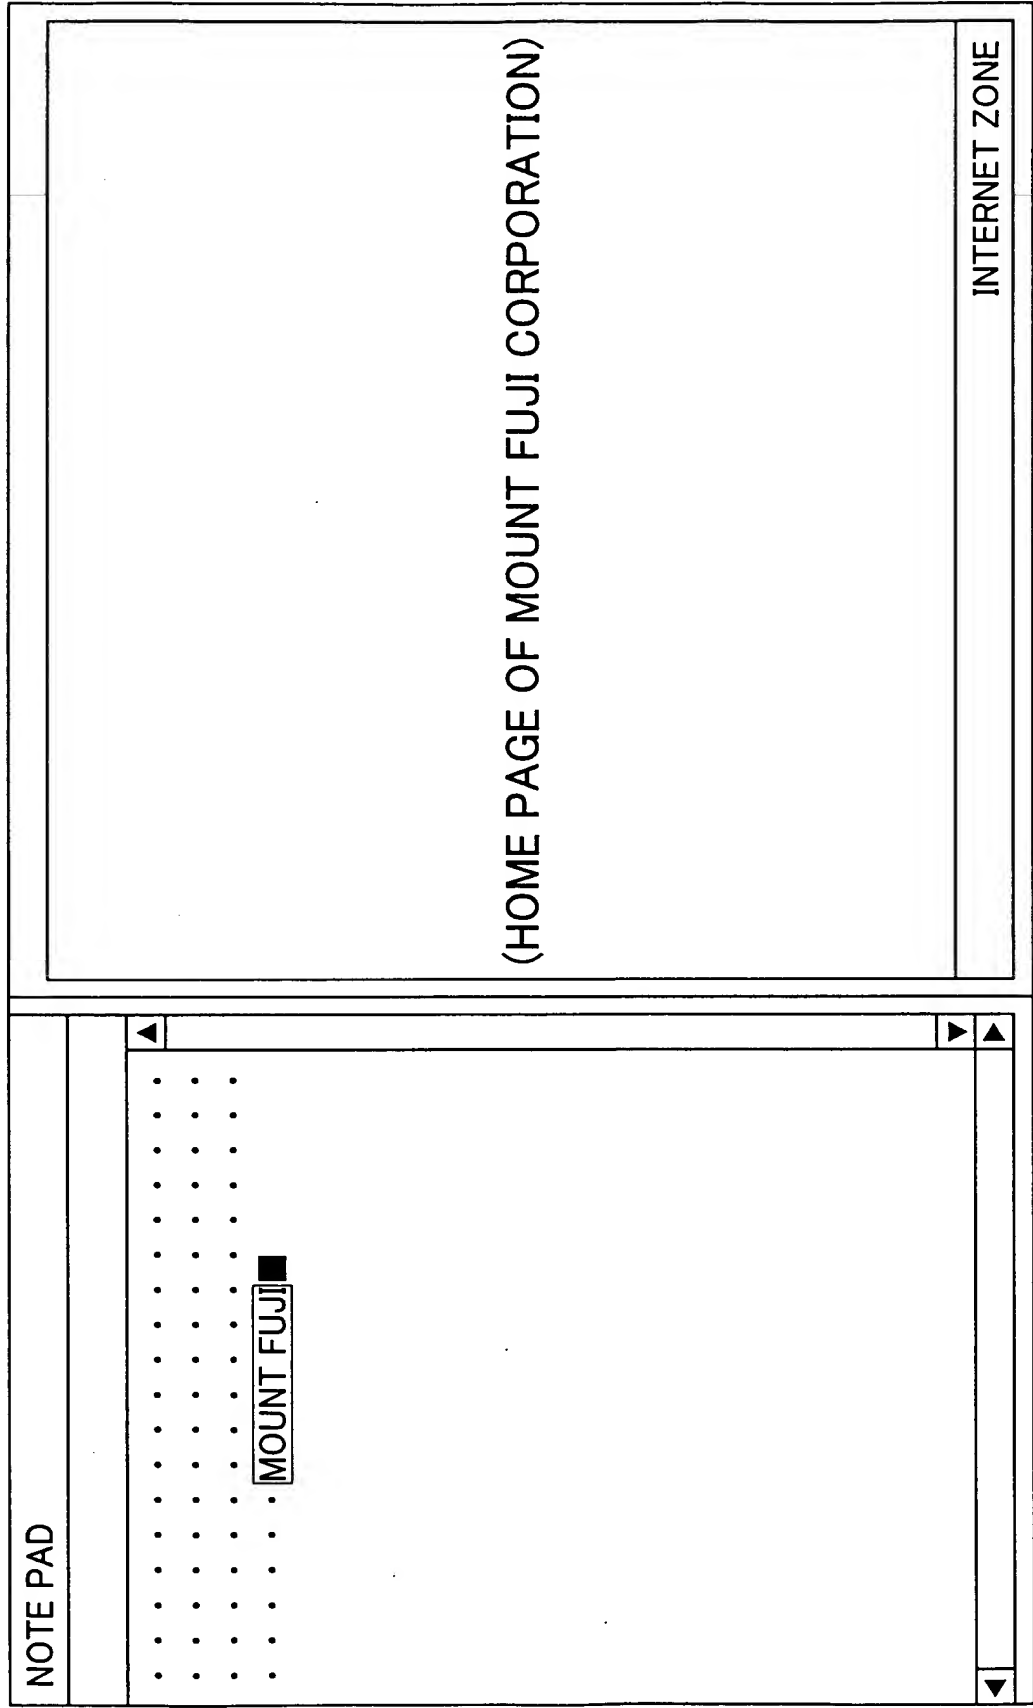 NOTE PAD
MOUNT FUJI
(HOME PAGE OF MOUNT FUJI CORPORATION)
INTERNET ZONE